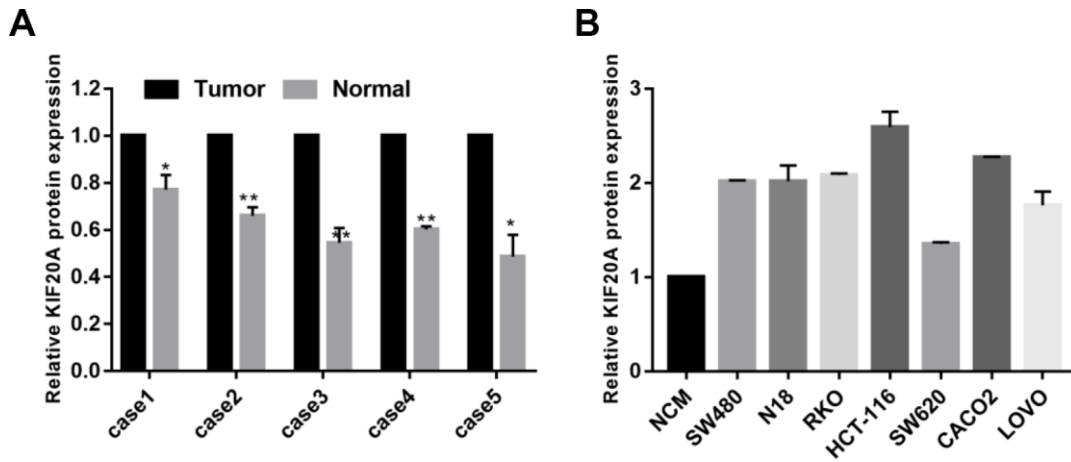 A
Relative KIF20A protein expression
1.2
1.0
0.8
0.6
0.4
0.2
0.0
Tumor Normal
*
**
**
**
*
case1 case2 case3 case4 case5
B
Relative KIF20A protein expression
3
2
1
0
NCM SW480 N18 RKO HCT-116 SW620 CACO2 LOVO